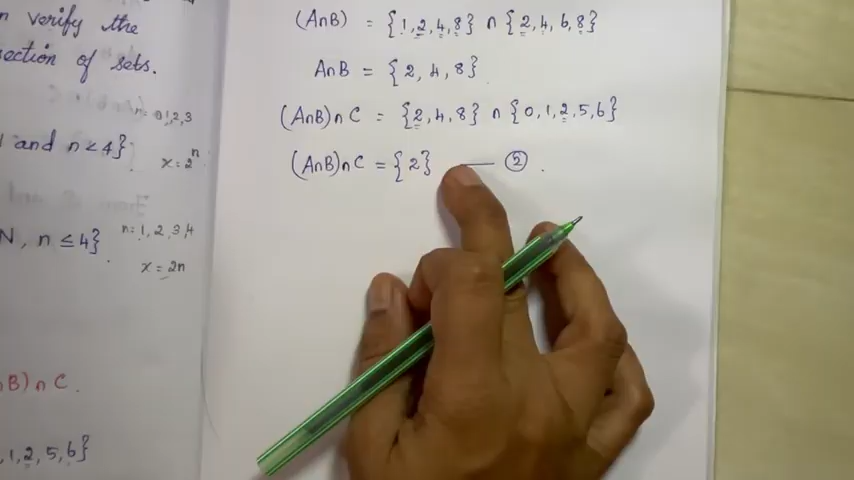 n verify the
section of sets.
n = 0,1,2,3
and n < 4}
x = 2ⁿ
N, n ≤ 4}
n = 1, 2, 3, 4
x = 2n
B) ∩ C.
,1, 2, 5, 6}
(A∩B) = {1, 2, 4, 8} ∩ {2, 4, 6, 8}
A∩B = {2, 4, 8}
(A∩B)∩C = {2, 4, 8} ∩ {0, 1, 2, 5, 6}
(A∩B)∩C = {2} — ② .